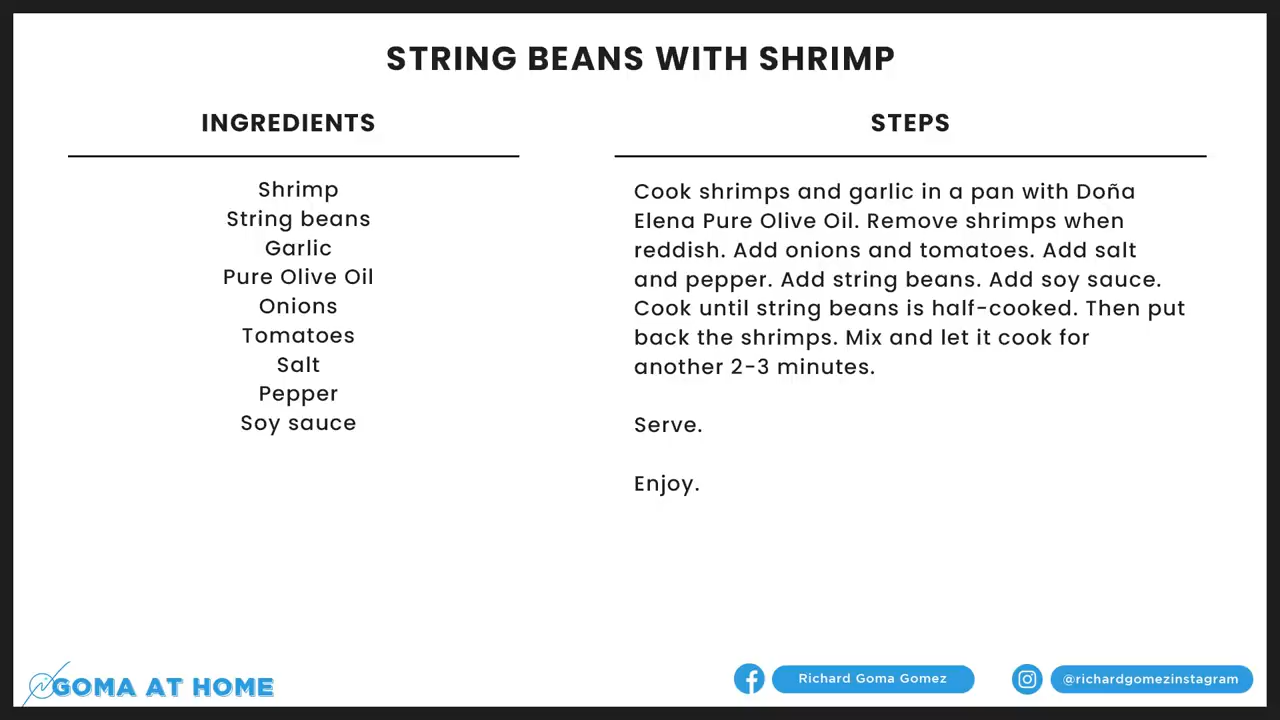 STRING BEANS WITH SHRIMP
INGREDIENTS
Shrimp
String beans
Garlic
Pure Olive Oil
Onions
Tomatoes
Salt
Pepper
Soy sauce
STEPS
Cook shrimps and garlic in a pan with Doña
Elena Pure Olive Oil. Remove shrimps when
reddish. Add onions and tomatoes. Add salt
and pepper. Add string beans. Add soy sauce.
Cook until string beans is half-cooked. Then put
back the shrimps. Mix and let it cook for
another 2-3 minutes.
Serve.
Enjoy.
GOMA AT HOME
Richard Goma Gomez
@richardgomezinstagram